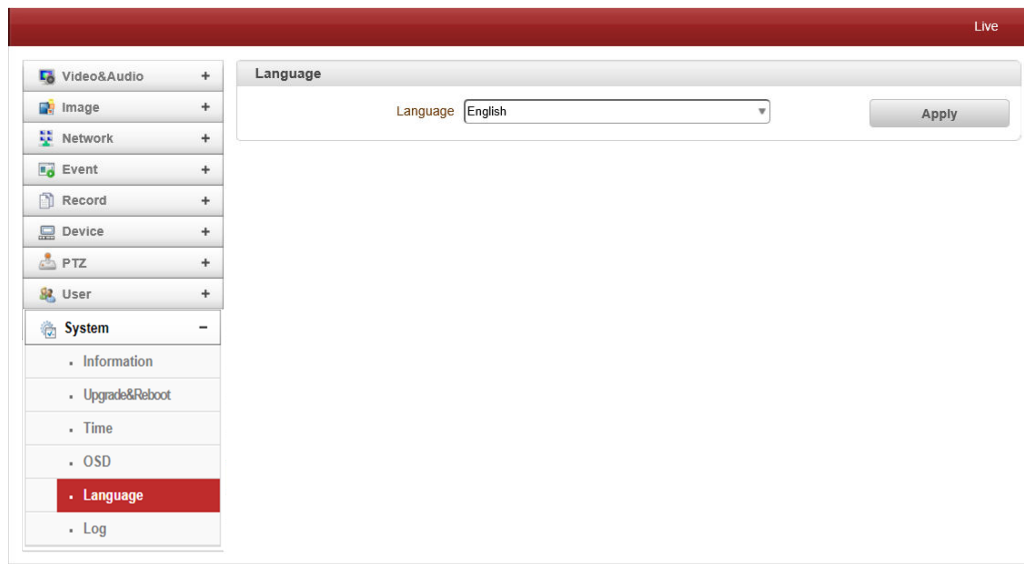 Live
Video&Audio +
Image +
Network +
Event +
Record +
Device +
PTZ +
User +
System −
Information
Upgrade&Reboot
Time
OSD
Language
Log
Language
Language English
Apply